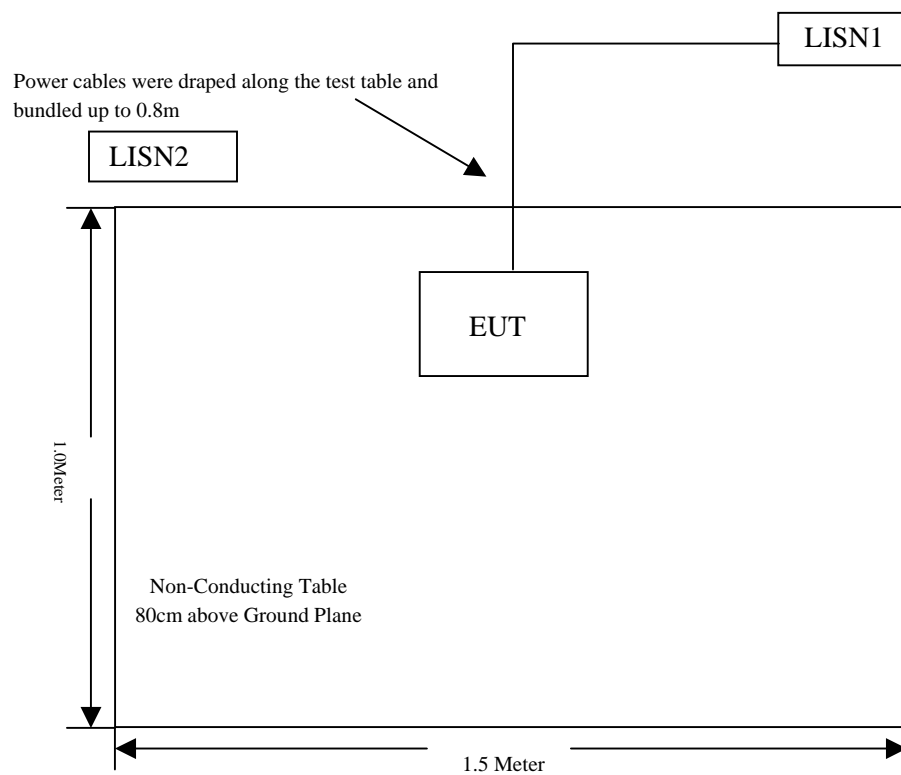 LISN1
Power cables were draped along the test table and
bundled up to 0.8m
LISN2
EUT
1.0Meter
Non-Conducting Table
80cm above Ground Plane
1.5 Meter